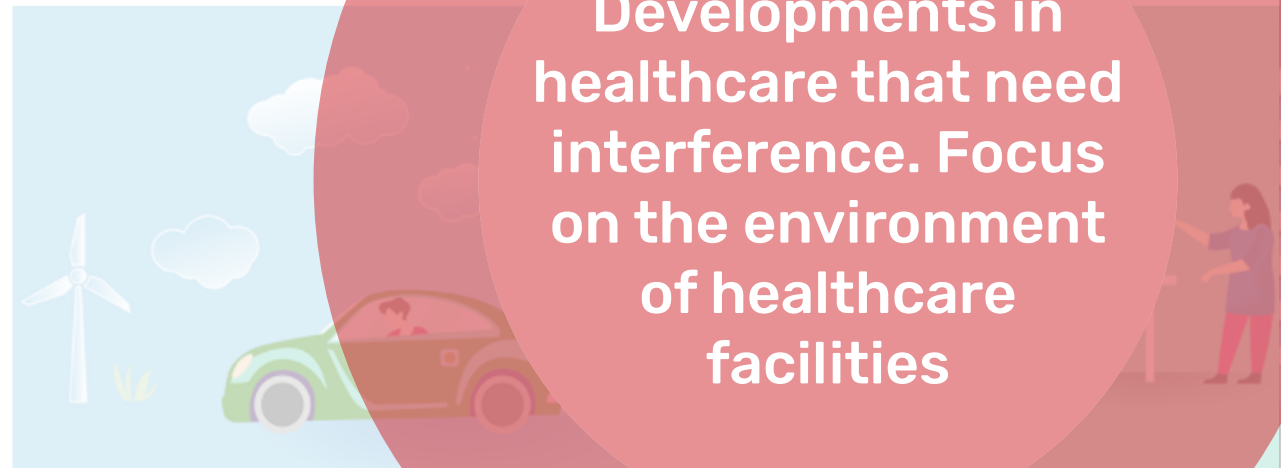 Developments in
healthcare that need
interference. Focus
on the environment
of healthcare
facilities